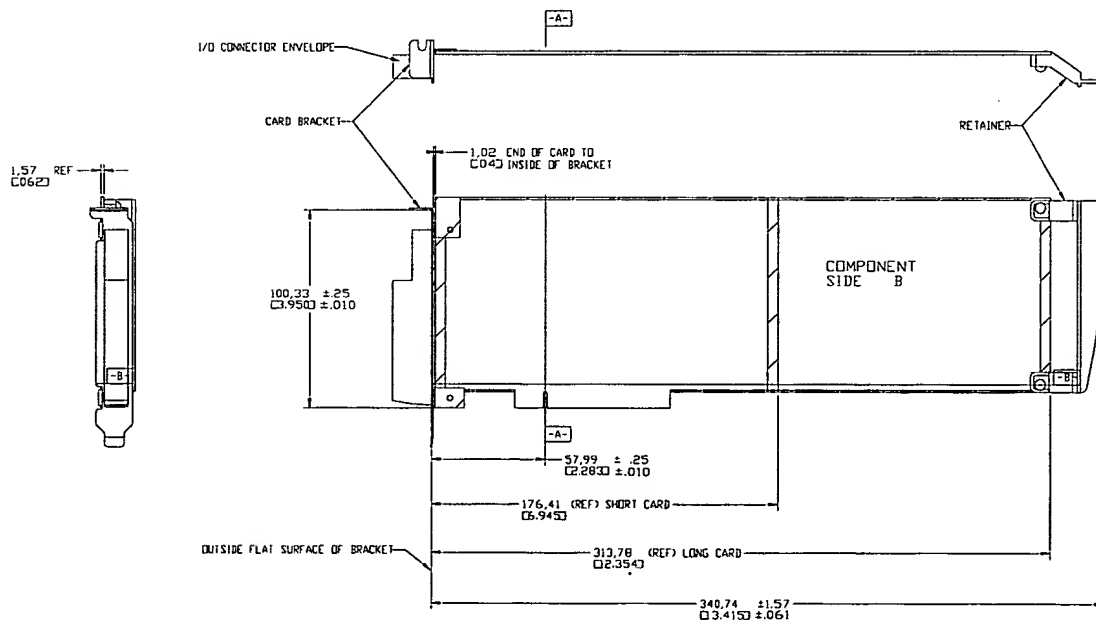 -A-
I/O CONNECTOR ENVELOPE
CARD BRACKET
RETAINER
1,02 END OF CARD TO
[.04] INSIDE OF BRACKET
1,57 REF
[.062]
COMPONENT
SIDE B
100,33 ±.25
[3.950] ±.010
-B-
-B-
-A-
57,99 ± .25
[2.283] ±.010
176,41 (REF) SHORT CARD
[6.945]
OUTSIDE FLAT SURFACE OF BRACKET
313,78 (REF) LONG CARD
[12.354]
340,74 ±1.57
[13.415] ±.061